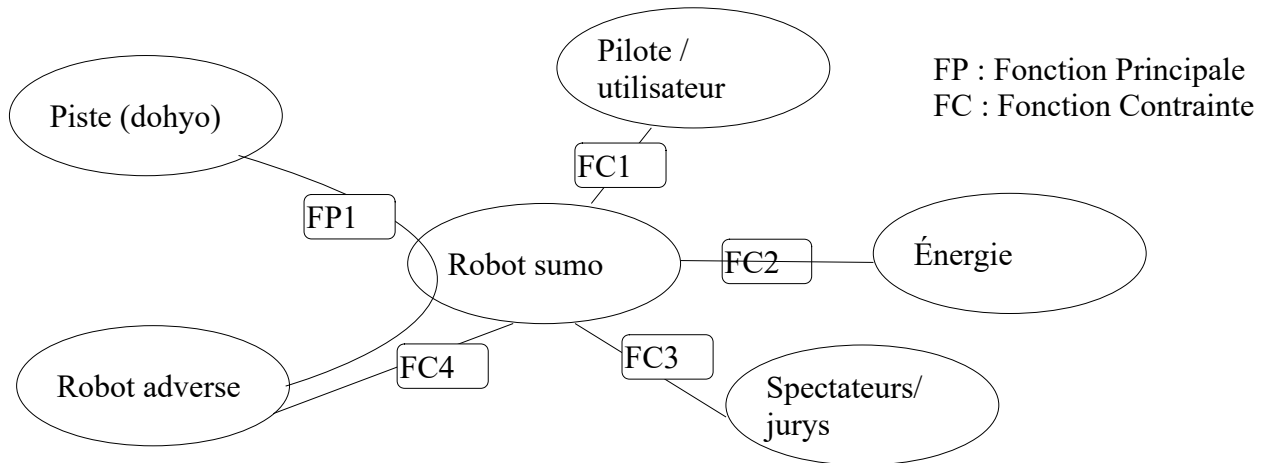 Pilote /
utilisateur
FP : Fonction Principale
FC : Fonction Contrainte
Piste (dohyo)
FC1
FP1
Robot sumo
FC2
Énergie
FC3
FC4
Robot adverse
Spectateurs/
jurys